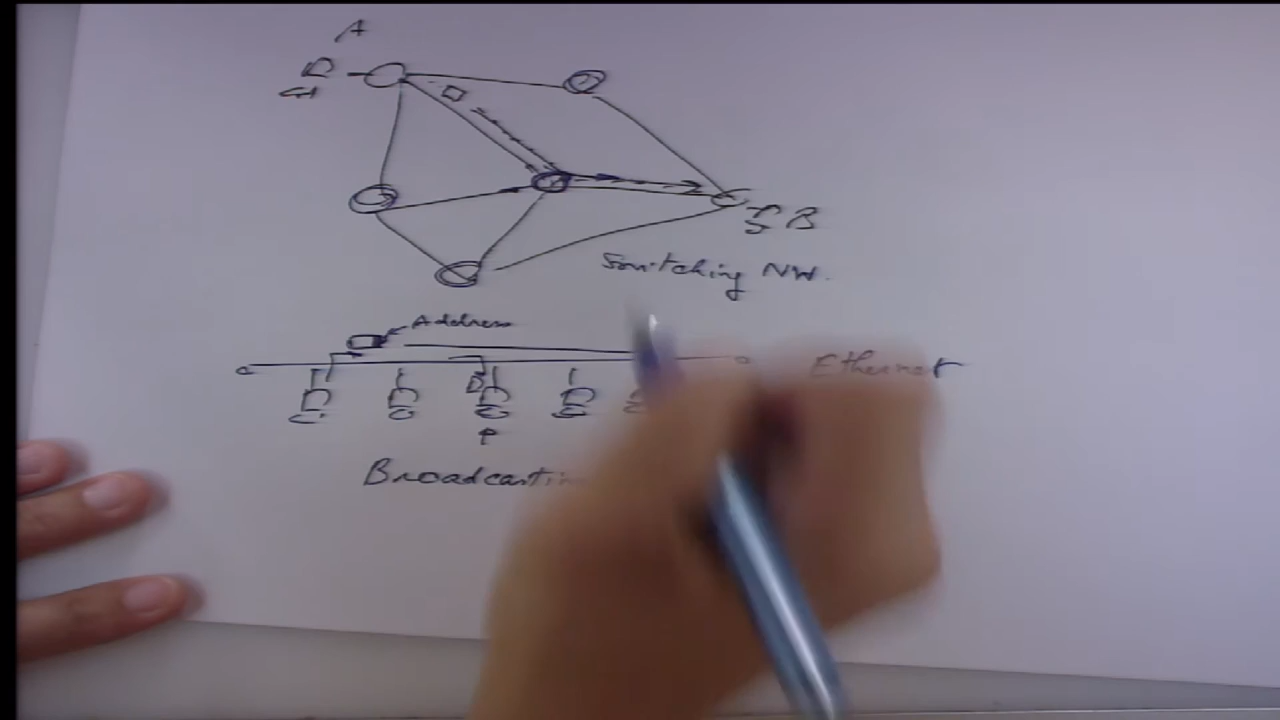 A
B
Switching NW.
Address
Ethernet
P
Broadcastin